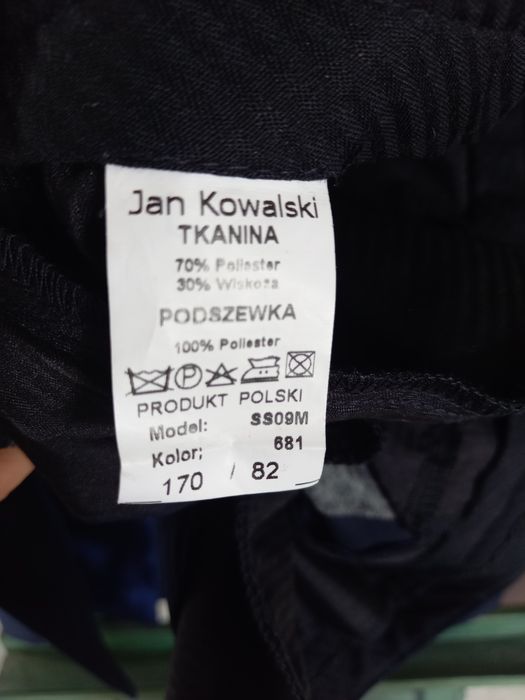 Jan Kowalski
TKANINA
70% Poliester
30% Wiskoza
PODSZEWKA
100% Poliester
PRODUKT POLSKI
Model: SS09M
Kolor; 681
170 / 82